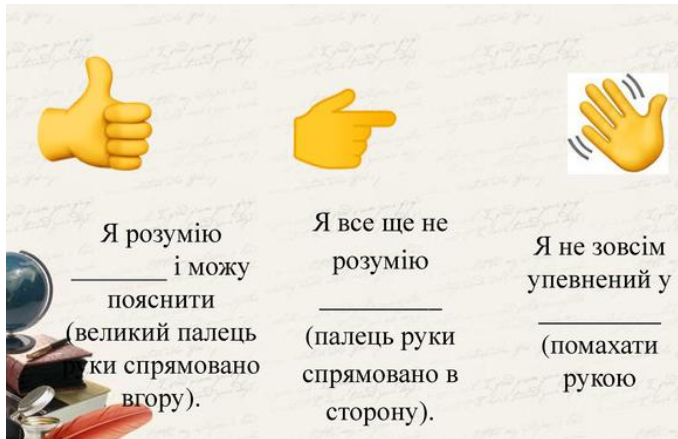 Я розумію
_______ і можу
пояснити
(великий палець
руки спрямовано
вгору).
Я все ще не
розумію
_________
(палець руки
спрямовано в
сторону).
Я не зовсім
упевнений у
_________
(помахати
рукою